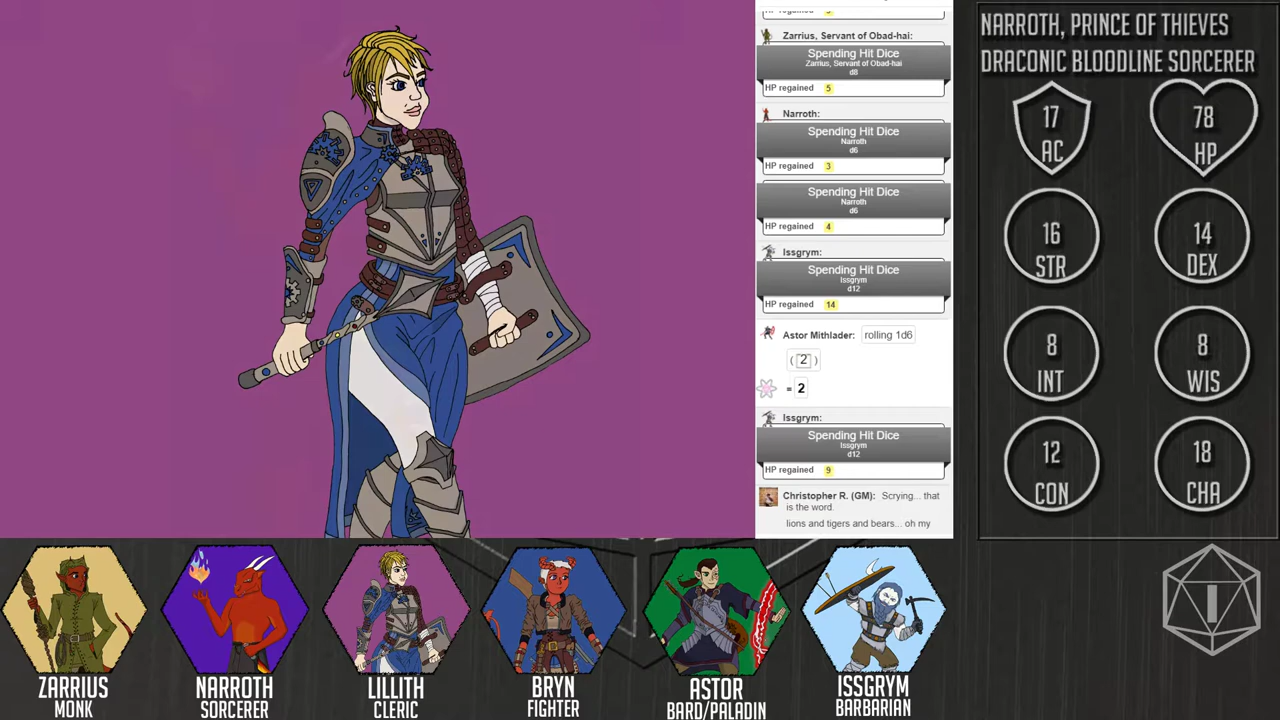 Zarrius, Servant of Obad-hai:
Spending Hit Dice
Zarrius, Servant of Obad-hai
d8
HP regained 5
Narroth:
Spending Hit Dice
Narroth
d6
HP regained 3
Spending Hit Dice
Narroth
d6
HP regained 4
Issgrym:
Spending Hit Dice
Issgrym
d12
HP regained 14
Astor Mithlader: rolling 1d6
(2)
= 2
Issgrym:
Spending Hit Dice
Issgrym
d12
HP regained 9
Christopher R. (GM): Scrying... that
is the word.
lions and tigers and bears... oh my
NARROTH, PRINCE OF THIEVES
DRACONIC BLOODLINE SORCERER
17
AC
78
HP
16
STR
14
DEX
8
INT
8
WIS
12
CON
18
CHA
ZARRIUS
MONK
NARROTH
SORCERER
LILLITH
CLERIC
BRYN
FIGHTER
ASTOR
BARD/PALADIN
ISSGRYM
BARBARIAN